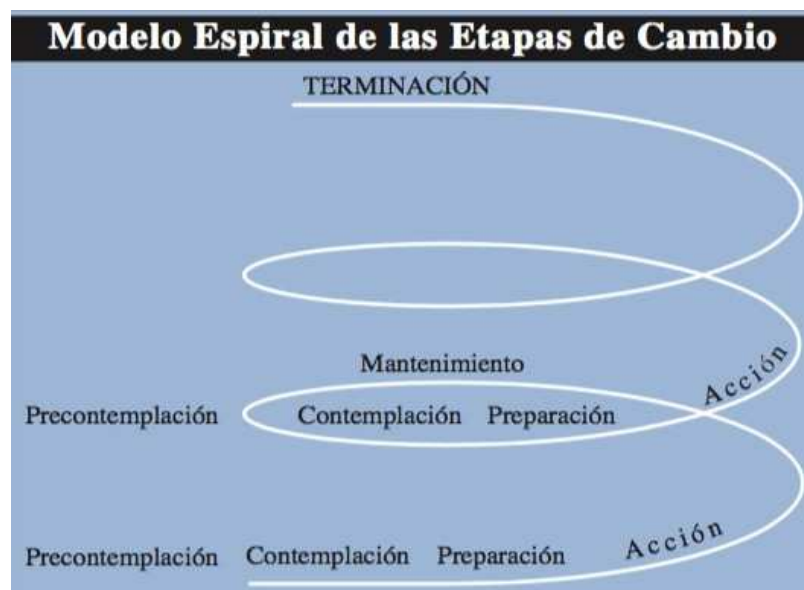 Modelo Espiral de las Etapas de Cambio
TERMINACIÓN
Mantenimiento
Precontemplación Contemplación Preparación Acción
Precontemplación Contemplación Preparación Acción